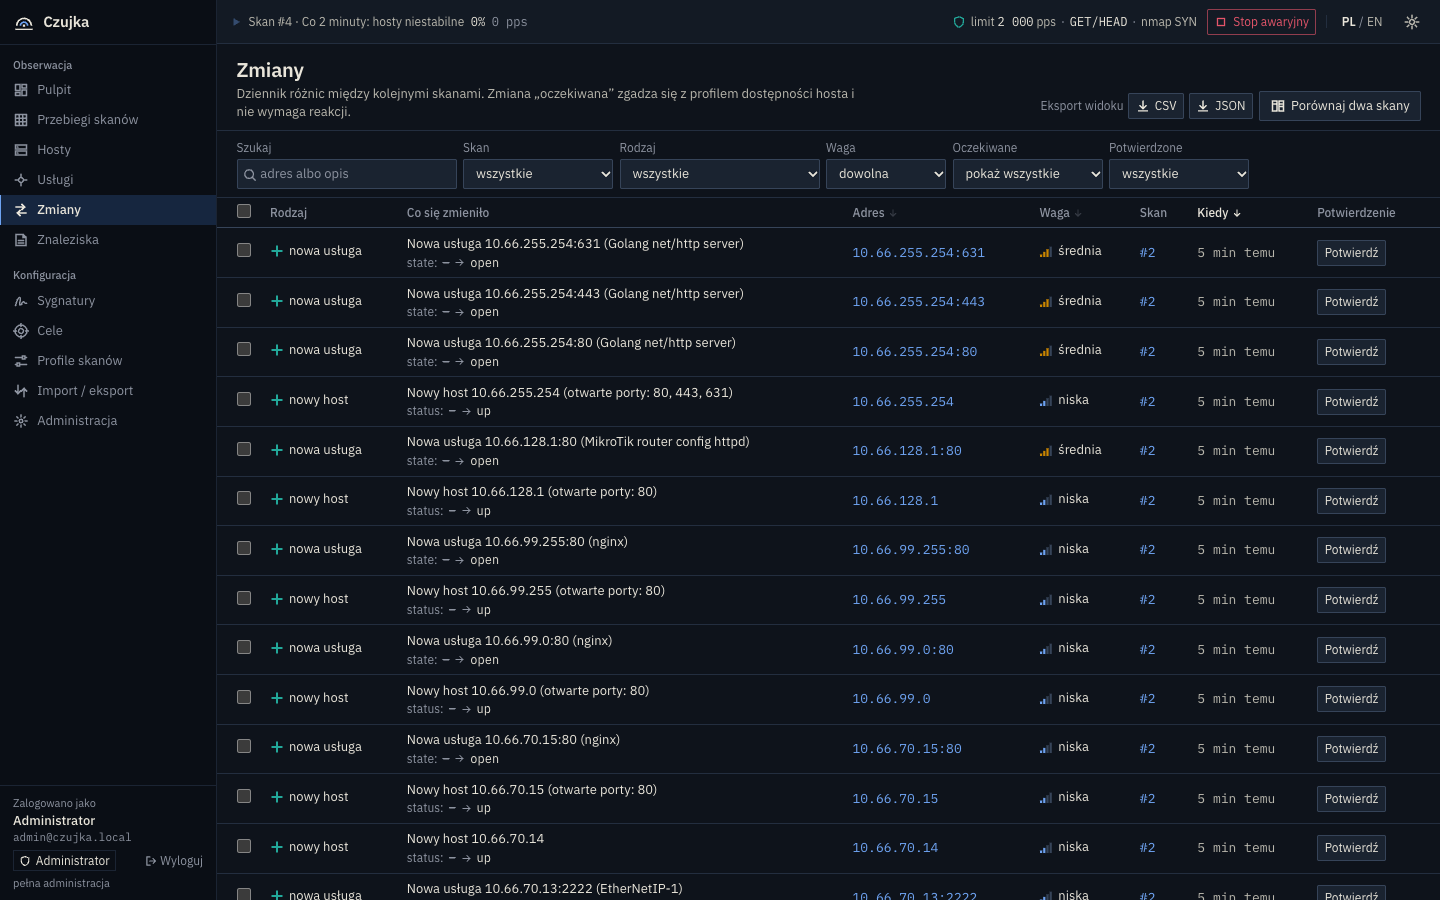 Czujka
Skan #4 · Co 2 minuty: hosty niestabilne 0% 0 pps
limit 2 000 pps · GET/HEAD · nmap SYN
Stop awaryjny
PL / EN
Obserwacja
Pulpit
Przebiegi skanów
Hosty
Usługi
Zmiany
Znaleziska
Konfiguracja
Sygnatury
Cele
Profile skanów
Import / eksport
Administracja
Zalogowano jako
Administrator
admin@czujka.local
Administrator
Wyloguj
pełna administracja
Zmiany
Dziennik różnic między kolejnymi skanami. Zmiana „oczekiwana” zgadza się z profilem dostępności hosta i
nie wymaga reakcji.
Eksport widoku
CSV
JSON
Porównaj dwa skany
Szukaj Skan Rodzaj Waga Oczekiwane Potwierdzone
adres albo opis wszystkie wszystkie dowolna pokaż wszystkie wszystkie
Rodzaj Co się zmieniło Adres ↓ Waga ↓ Skan Kiedy ↓ Potwierdzenie
nowa usługa Nowa usługa 10.66.255.254:631 (Golang net/http server) 10.66.255.254:631 średnia #2 5 min temu Potwierdź
state: – → open
nowa usługa Nowa usługa 10.66.255.254:443 (Golang net/http server) 10.66.255.254:443 średnia #2 5 min temu Potwierdź
state: – → open
nowa usługa Nowa usługa 10.66.255.254:80 (Golang net/http server) 10.66.255.254:80 średnia #2 5 min temu Potwierdź
state: – → open
nowy host Nowy host 10.66.255.254 (otwarte porty: 80, 443, 631) 10.66.255.254 niska #2 5 min temu Potwierdź
status: – → up
nowa usługa Nowa usługa 10.66.128.1:80 (MikroTik router config httpd) 10.66.128.1:80 średnia #2 5 min temu Potwierdź
state: – → open
nowy host Nowy host 10.66.128.1 (otwarte porty: 80) 10.66.128.1 niska #2 5 min temu Potwierdź
status: – → up
nowa usługa Nowa usługa 10.66.99.255:80 (nginx) 10.66.99.255:80 niska #2 5 min temu Potwierdź
state: – → open
nowy host Nowy host 10.66.99.255 (otwarte porty: 80) 10.66.99.255 niska #2 5 min temu Potwierdź
status: – → up
nowa usługa Nowa usługa 10.66.99.0:80 (nginx) 10.66.99.0:80 niska #2 5 min temu Potwierdź
state: – → open
nowy host Nowy host 10.66.99.0 (otwarte porty: 80) 10.66.99.0 niska #2 5 min temu Potwierdź
status: – → up
nowa usługa Nowa usługa 10.66.70.15:80 (nginx) 10.66.70.15:80 niska #2 5 min temu Potwierdź
state: – → open
nowy host Nowy host 10.66.70.15 (otwarte porty: 80) 10.66.70.15 niska #2 5 min temu Potwierdź
status: – → up
nowy host Nowy host 10.66.70.14 10.66.70.14 niska #2 5 min temu Potwierdź
status: – → up
nowa usługa Nowa usługa 10.66.70.13:2222 (EtherNetIP-1) 10.66.70.13:2222 niska #2 5 min temu Potwierdź